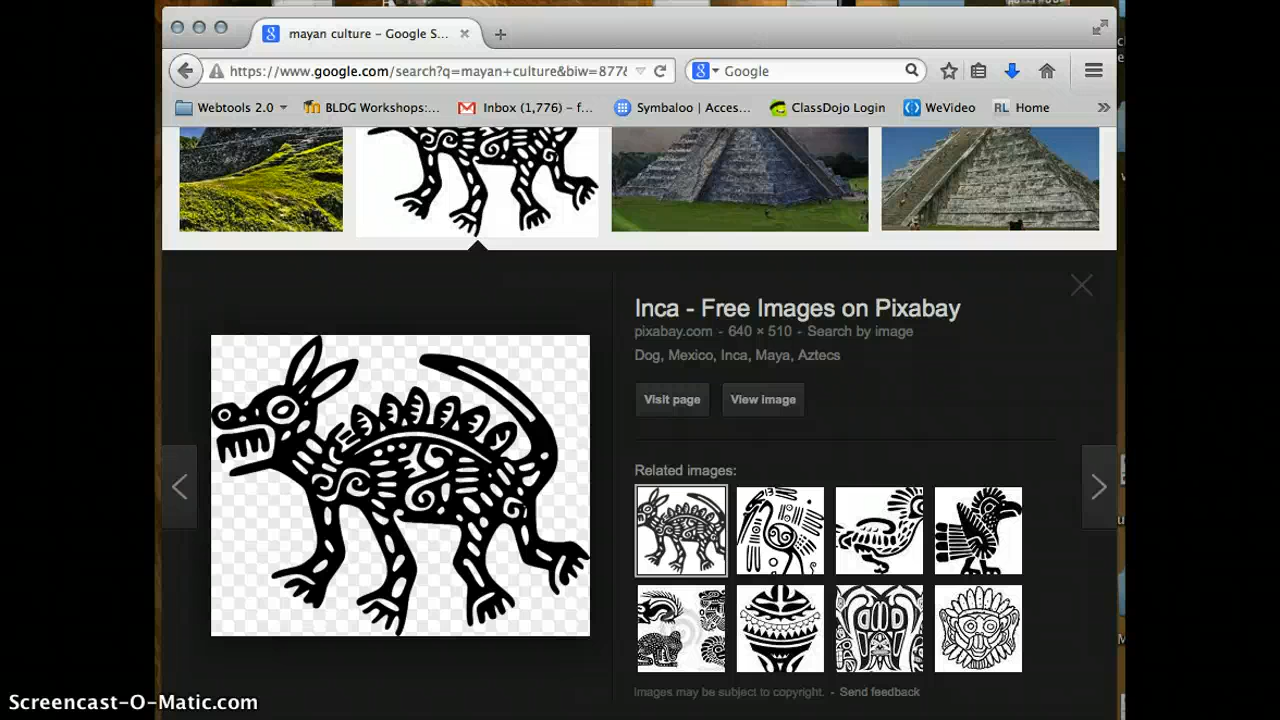 mayan culture – Google S...
https://www.google.com/search?q=mayan+culture&biw=877&
Google
Webtools 2.0
BLDG Workshops:...
Inbox (1,776) – f...
Symbaloo | Acces...
ClassDojo Login
WeVideo
RL Home
Inca - Free Images on Pixabay
pixabay.com - 640 × 510 - Search by image
Dog, Mexico, Inca, Maya, Aztecs
Visit page
View image
Related images:
Images may be subject to copyright. - Send feedback
Screencast-O-Matic.com